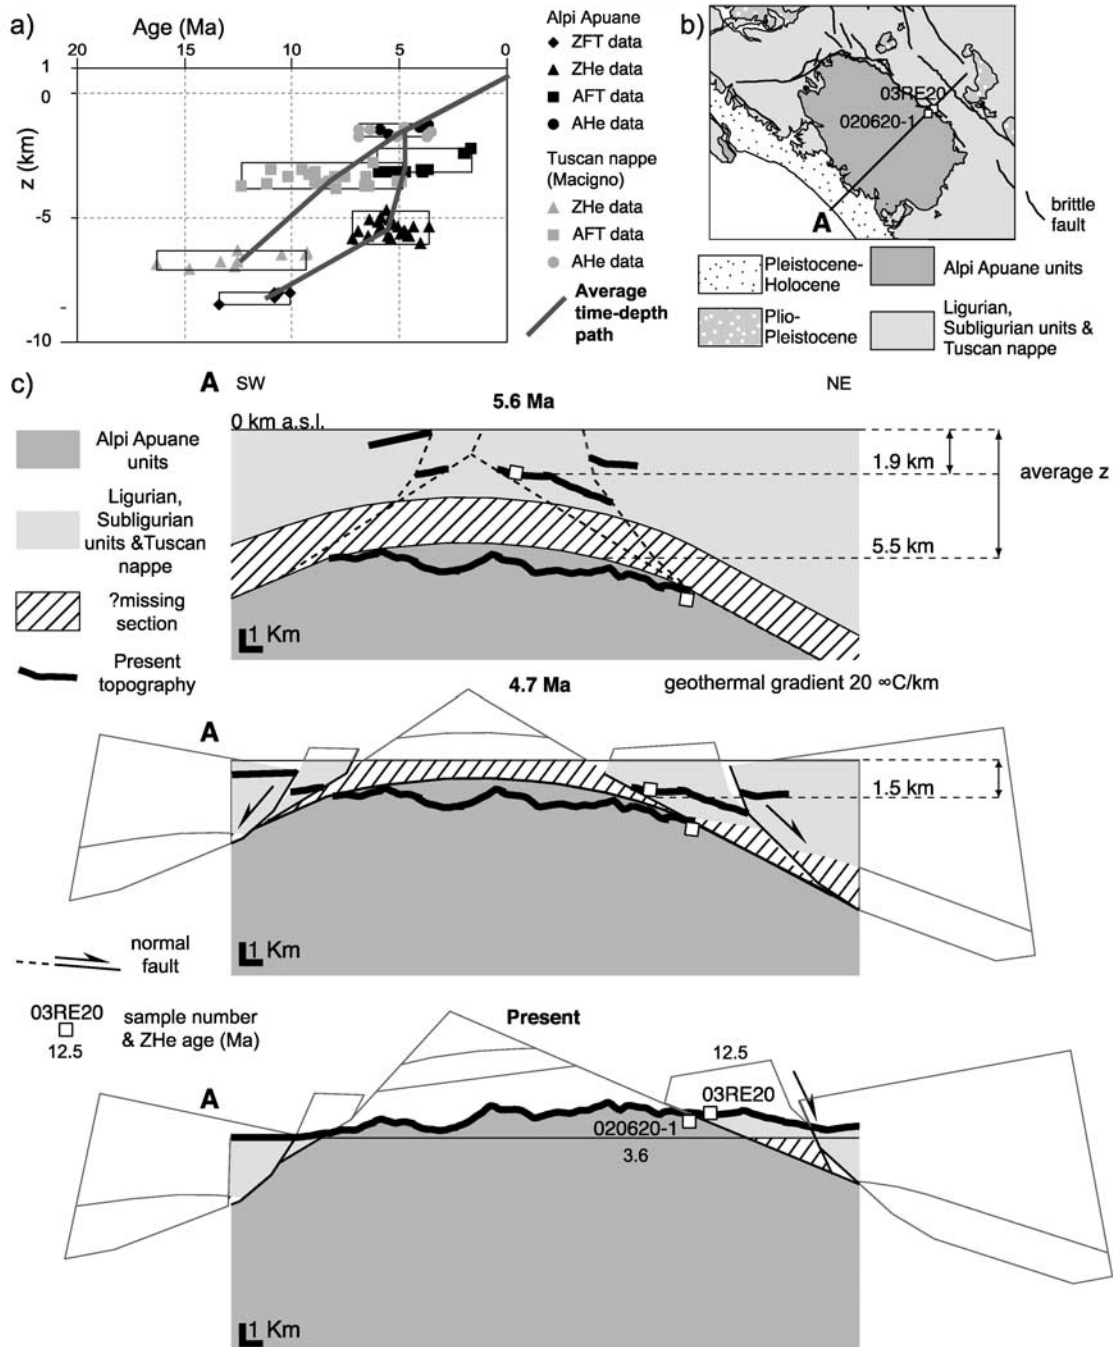 a)
Age (Ma)
20
15
10
5
0
1
0
-5
-10
z (km)
-
Alpi Apuane
ZFT data
ZHe data
AFT data
AHe data
Tuscan nappe
(Macigno)
ZHe data
AFT data
AHe data
Average
time-depth
path
b)
03RE20
020620-1
A
brittle
fault
Pleistocene-
Holocene
Alpi Apuane units
Plio-
Pleistocene
Ligurian,
Subligurian units &
Tuscan nappe
c)
A SW
NE
5.6 Ma
0 km a.s.l.
1.9 km
average z
5.5 km
1 Km
Alpi Apuane
units
Ligurian,
Subligurian
units &Tuscan
nappe
?missing
section
Present
topography
4.7 Ma
geothermal gradient 20 ∞C/km
A
1.5 km
1 Km
normal
fault
03RE20
12.5
sample number
& ZHe age (Ma)
Present
A
12.5
03RE20
020620-1
3.6
1 Km